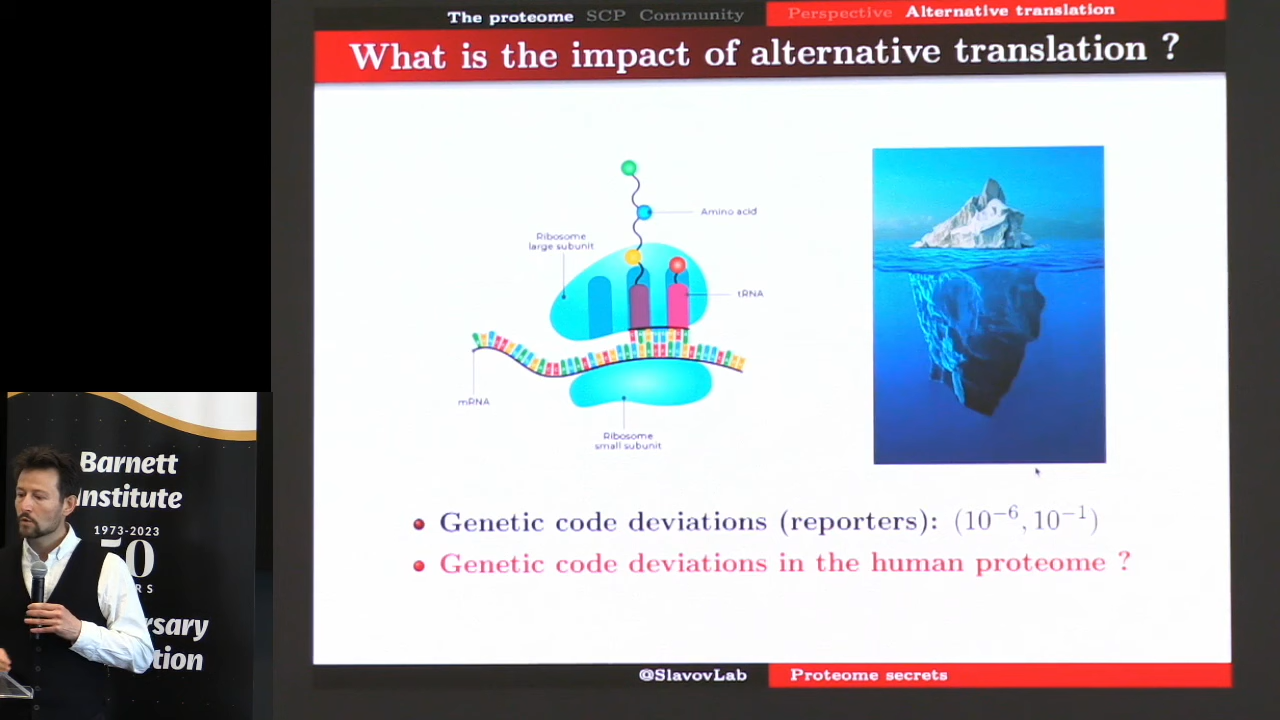 The proteome SCP Community Perspective Alternative translation
What is the impact of alternative translation ?
Amino acid
Ribosome
large subunit
tRNA
mRNA
Ribosome
small subunit
Genetic code deviations (reporters): (10⁻⁶, 10⁻¹)
Genetic code deviations in the human proteome ?
@SlavovLab Proteome secrets
Barnett
Institute
1973-2023
50